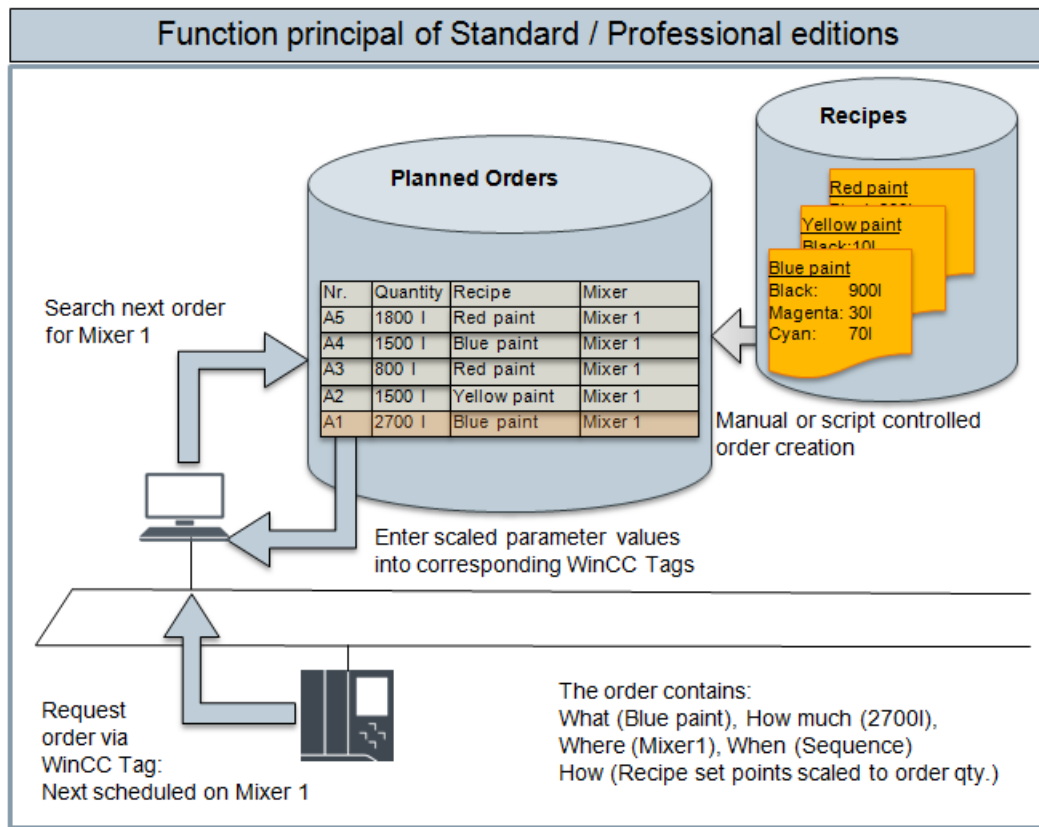 Function principal of Standard / Professional editions
Recipes
Red paint
Yellow paint
Black:10l
Blue paint
Black: 900l
Magenta: 30l
Cyan: 70l
Planned Orders
Nr. Quantity Recipe Mixer
A5 1800 l Red paint Mixer 1
A4 1500 l Blue paint Mixer 1
A3 800 l Red paint Mixer 1
A2 1500 l Yellow paint Mixer 1
A1 2700 l Blue paint Mixer 1
Search next order
for Mixer 1
Manual or script controlled
order creation
Enter scaled parameter values
into corresponding WinCC Tags
Request
order via
WinCC Tag:
Next scheduled on Mixer 1
The order contains:
What (Blue paint), How much (2700l),
Where (Mixer1), When (Sequence)
How (Recipe set points scaled to order qty.)